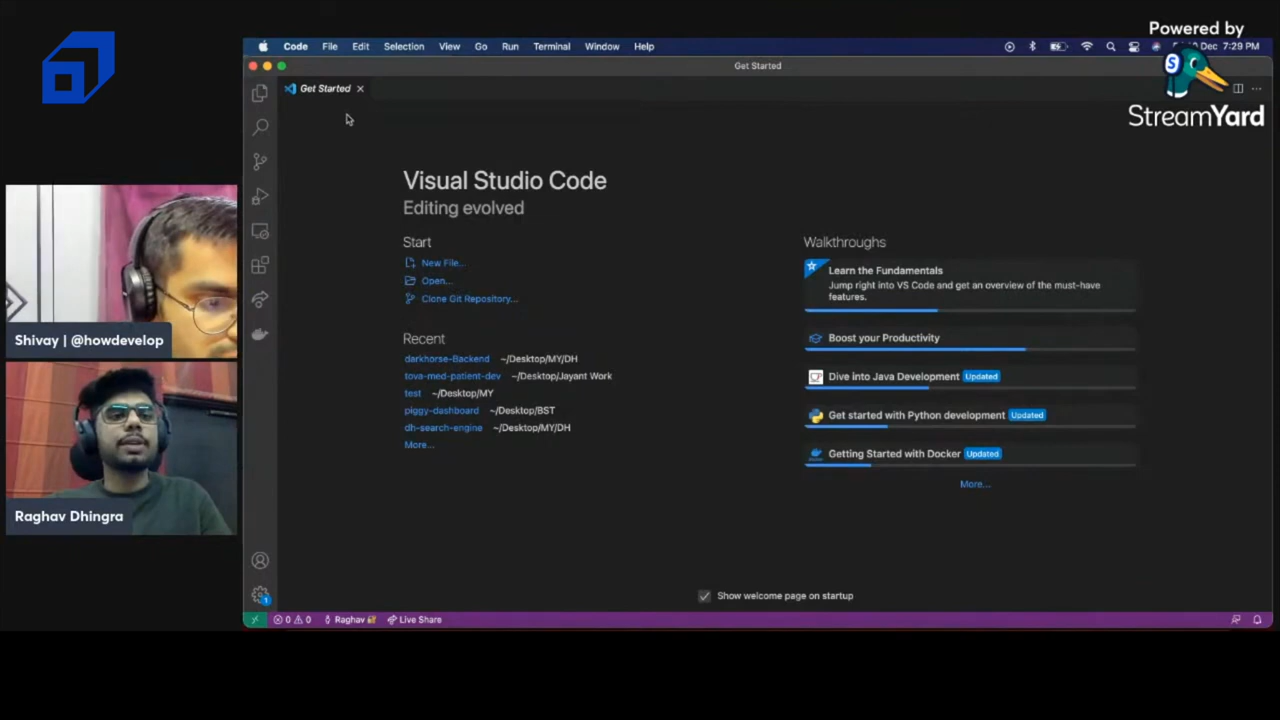 Powered by
StreamYard
Code File Edit Selection View Go Run Terminal Window Help
Dec 7:29 PM
Get Started
Get Started
Visual Studio Code
Editing evolved
Start
New File...
Open...
Clone Git Repository...
Recent
darkhorse-Backend ~/Desktop/MY/DH
tova-med-patient-dev ~/Desktop/Jayant Work
test ~/Desktop/MY
piggy-dashboard ~/Desktop/BST
dh-search-engine ~/Desktop/MY/DH
More...
Walkthroughs
Learn the Fundamentals
Jump right into VS Code and get an overview of the must-have
features.
Boost your Productivity
Dive into Java Development Updated
Get started with Python development Updated
Getting Started with Docker Updated
More...
Show welcome page on startup
Shivay | @howdevelop
Raghav Dhingra
1
0 0 Raghav Live Share